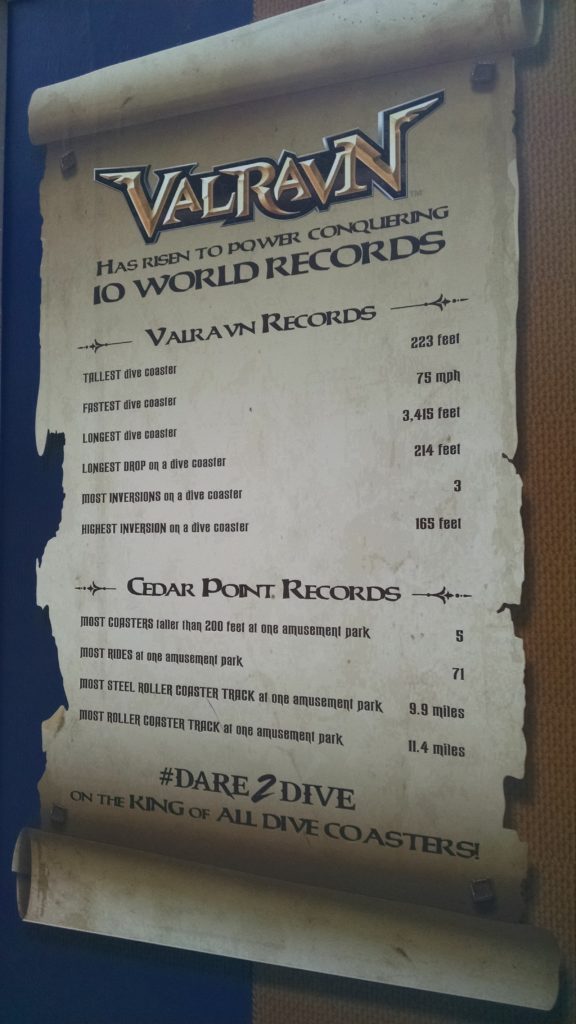 VALRAVN™
HAS RISEN TO POWER CONQUERING
10 WORLD RECORDS
VALRAVN RECORDS
TALLEST dive coaster 223 feet
FASTEST dive coaster 75 mph
LONGEST dive coaster 3,415 feet
LONGEST DROP on a dive coaster 214 feet
MOST INVERSIONS on a dive coaster 3
HIGHEST INVERSION on a dive coaster 165 feet
CEDAR POINT RECORDS
MOST COASTERS taller than 200 feet at one amusement park 5
MOST RIDES at one amusement park 71
MOST STEEL ROLLER COASTER TRACK at one amusement park 9.9 miles
MOST ROLLER COASTER TRACK at one amusement park 11.4 miles
#DARE2DIVE
ON THE KING OF ALL DIVE COASTERS!